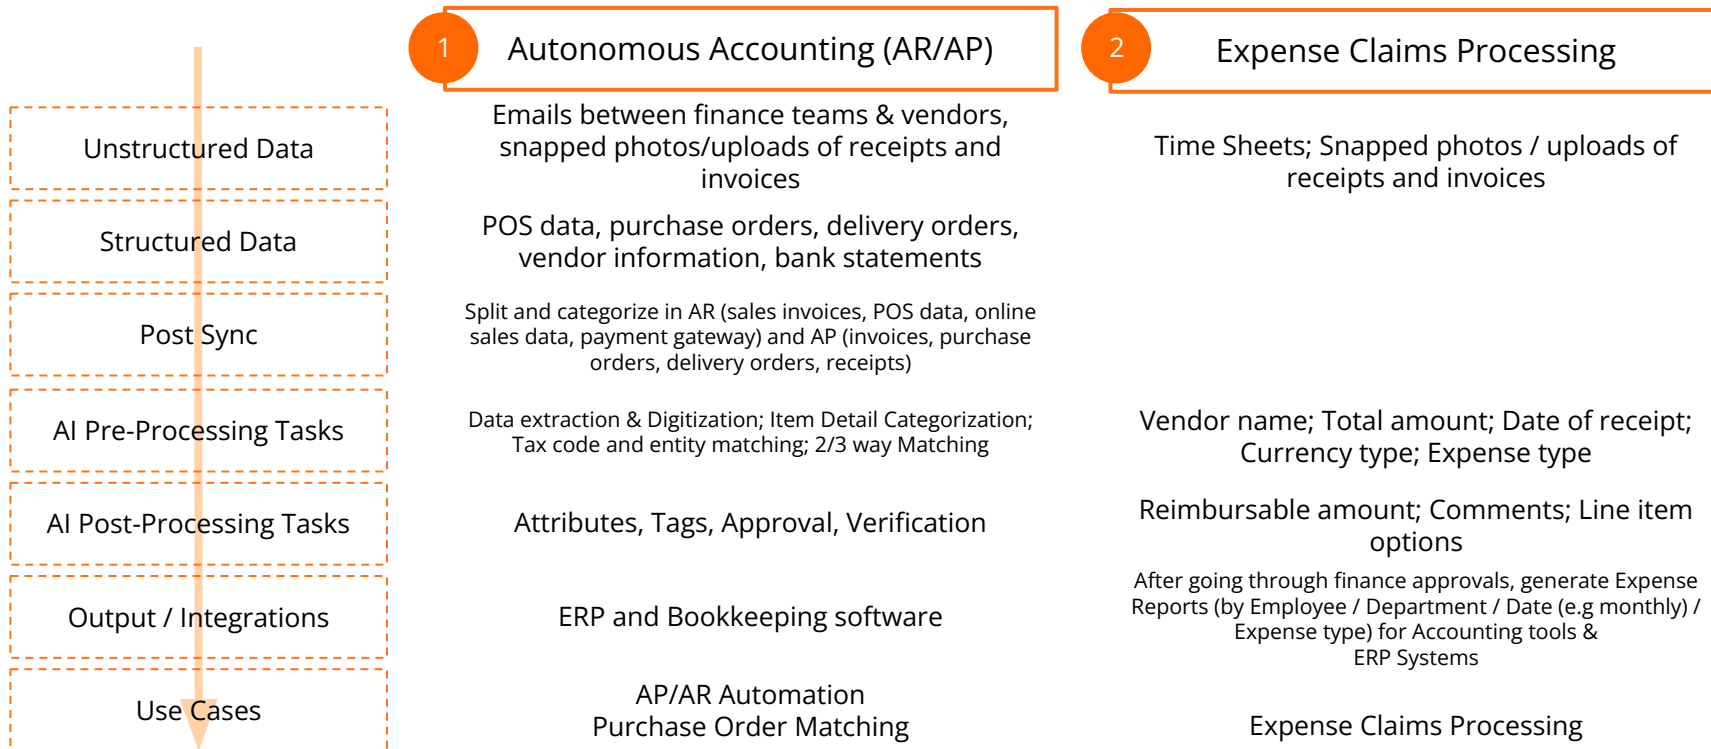 1
Autonomous Accounting (AR/AP)
2
Expense Claims Processing
Unstructured Data
Emails between finance teams & vendors,
snapped photos/uploads of receipts and
invoices
Time Sheets; Snapped photos / uploads of
receipts and invoices
Structured Data
POS data, purchase orders, delivery orders,
vendor information, bank statements
Post Sync
Split and categorize in AR (sales invoices, POS data, online
sales data, payment gateway) and AP (invoices, purchase
orders, delivery orders, receipts)
AI Pre-Processing Tasks
Data extraction & Digitization; Item Detail Categorization;
Tax code and entity matching; 2/3 way Matching
Vendor name; Total amount; Date of receipt;
Currency type; Expense type
AI Post-Processing Tasks
Attributes, Tags, Approval, Verification
Reimbursable amount; Comments; Line item
options
Output / Integrations
ERP and Bookkeeping software
After going through finance approvals, generate Expense
Reports (by Employee / Department / Date (e.g monthly) /
Expense type) for Accounting tools &
ERP Systems
Use Cases
AP/AR Automation
Purchase Order Matching
Expense Claims Processing